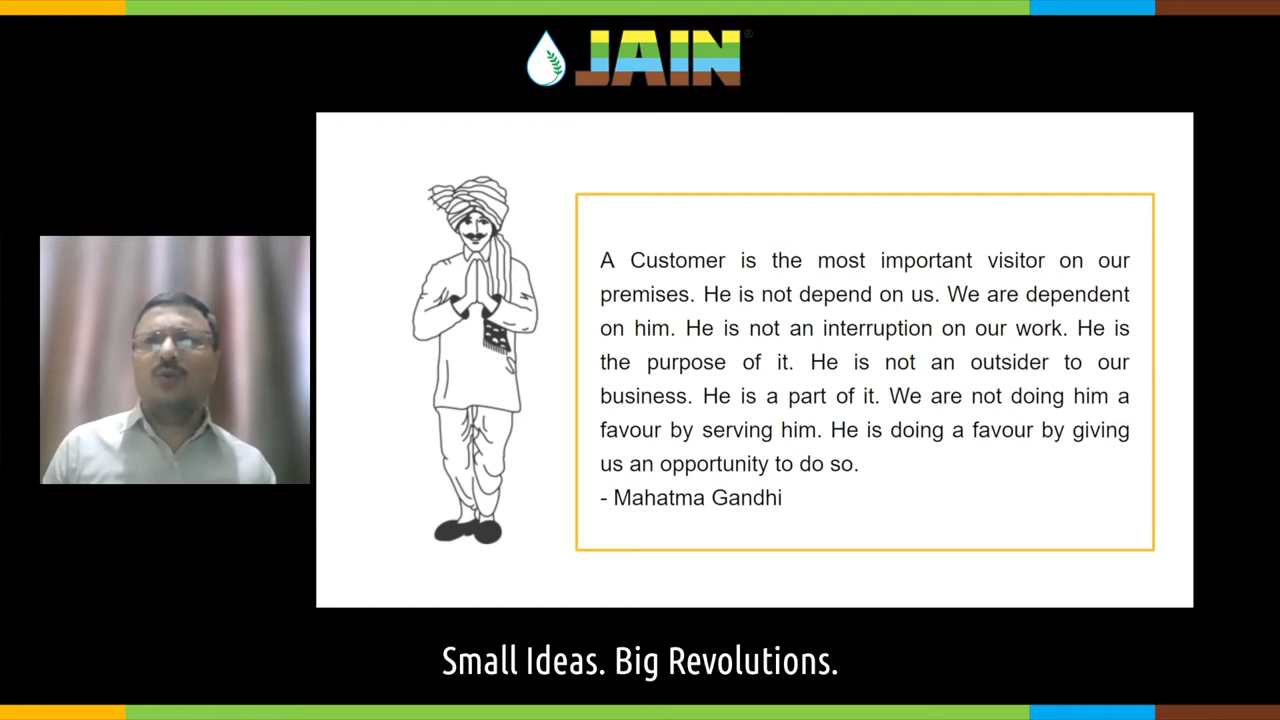 JAIN®
A Customer is the most important visitor on our
premises. He is not depend on us. We are dependent
on him. He is not an interruption on our work. He is
the purpose of it. He is not an outsider to our
business. He is a part of it. We are not doing him a
favour by serving him. He is doing a favour by giving
us an opportunity to do so.
- Mahatma Gandhi
Small Ideas. Big Revolutions.